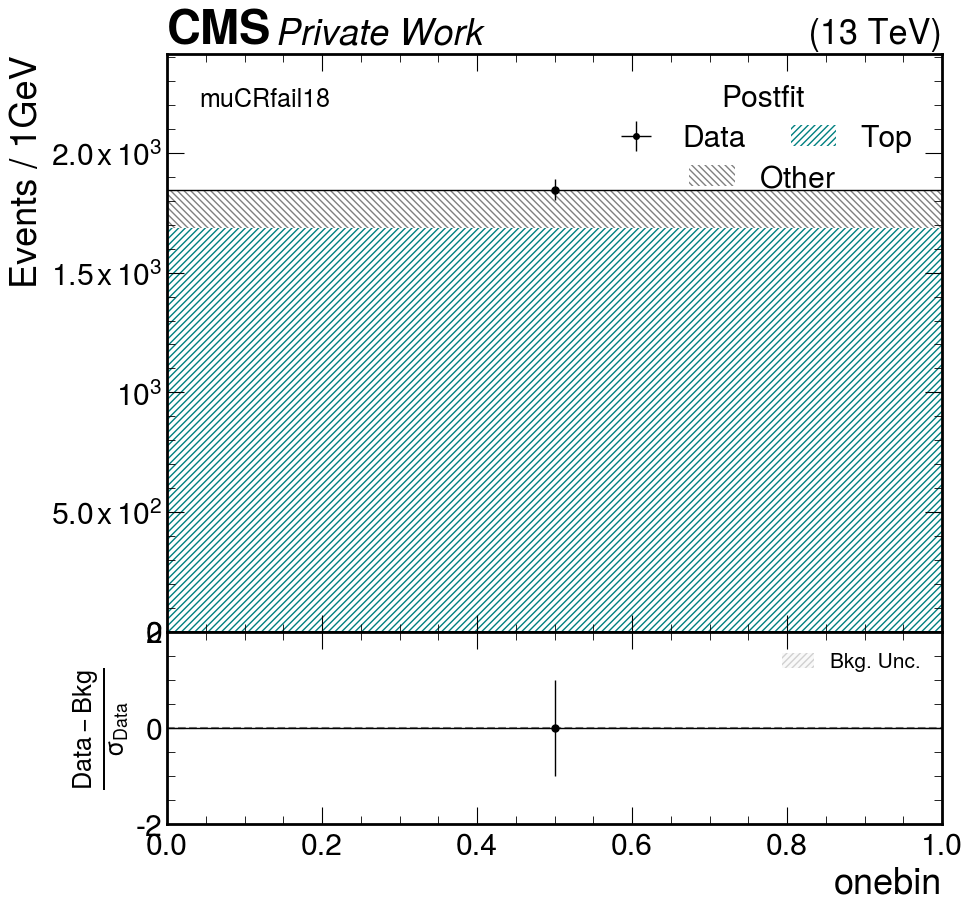 CMS Private Work (13 TeV)
Events / 1GeV
muCRfail18
Postfit
Data Top
Other
2.0 x 10³
1.5 x 10³
10³
5.0 x 10²
0
2
Bkg. Unc.
Data – Bkg
σData
0
-2
0.0 0.2 0.4 0.6 0.8 1.0
onebin